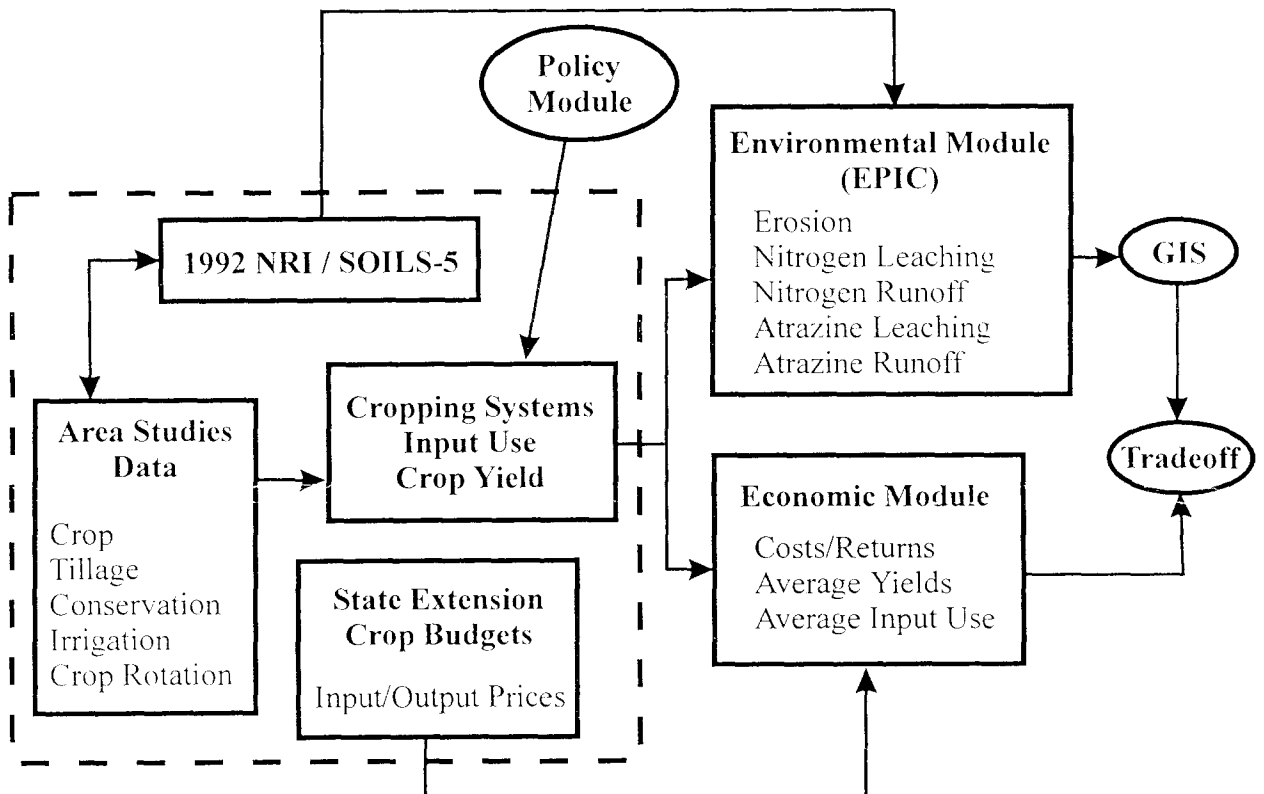 Policy
Module
1992 NRI / SOILS-5
Area Studies
Data
Crop
Tillage
Conservation
Irrigation
Crop Rotation
Cropping Systems
Input Use
Crop Yield
State Extension
Crop Budgets
Input/Output Prices
Environmental Module
(EPIC)
Erosion
Nitrogen Leaching
Nitrogen Runoff
Atrazine Leaching
Atrazine Runoff
Economic Module
Costs/Returns
Average Yields
Average Input Use
GIS
Tradeoff